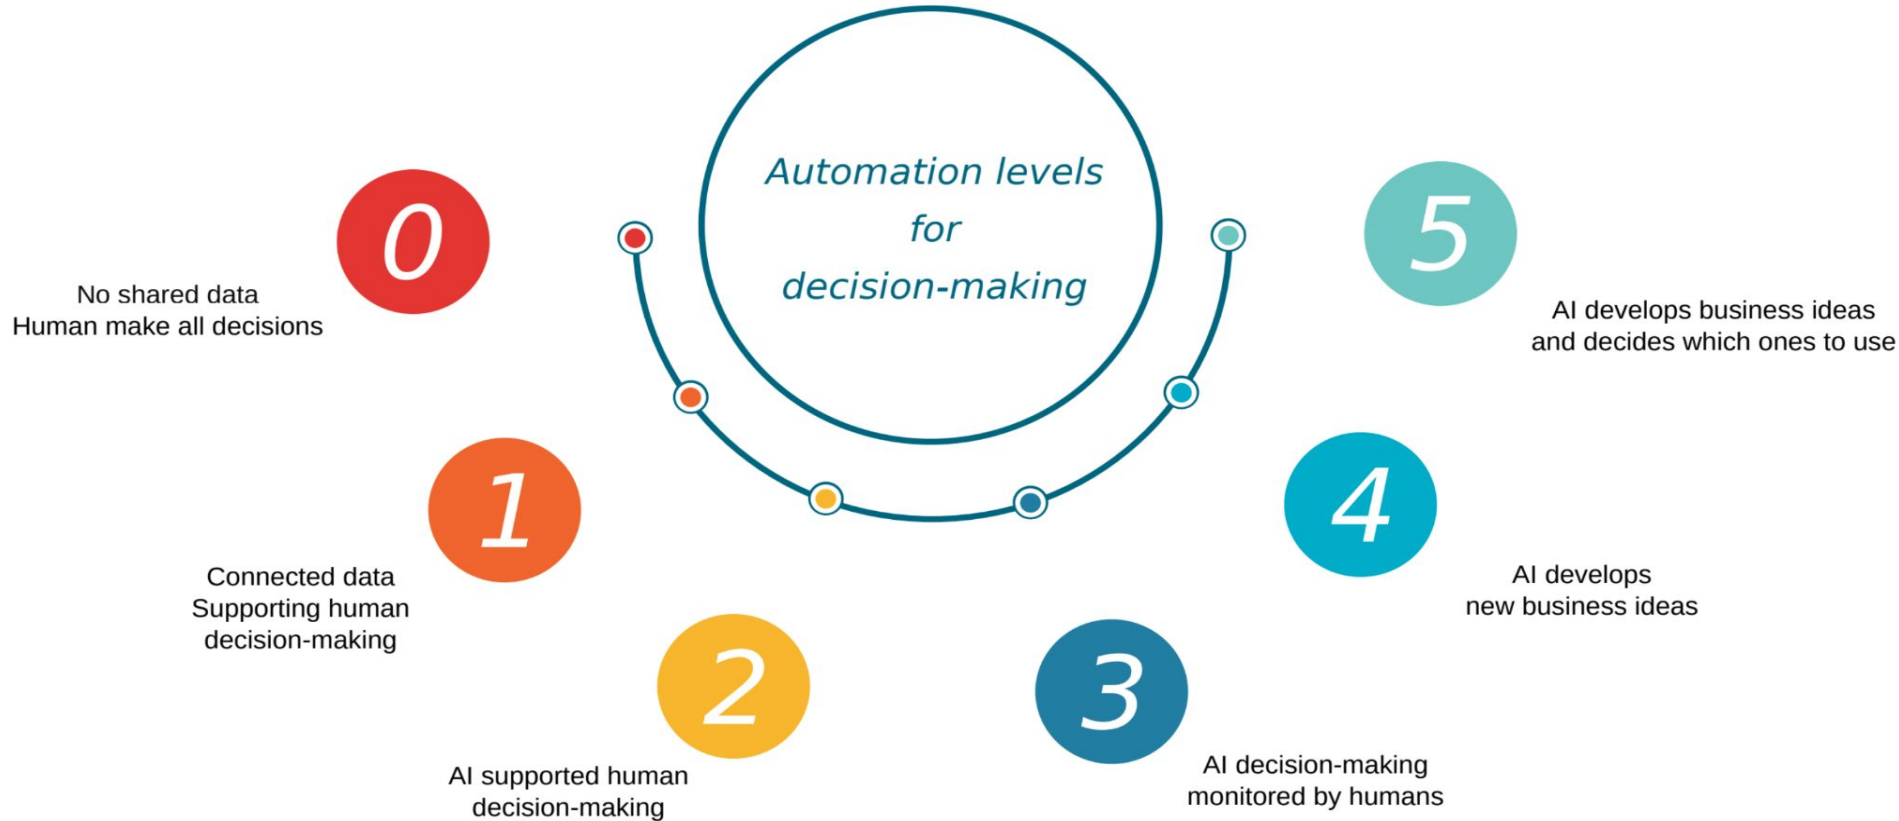 Automation levels
for
decision-making
0
No shared data
Human make all decisions
1
Connected data
Supporting human
decision-making
2
AI supported human
decision-making
3
AI decision-making
monitored by humans
4
AI develops
new business ideas
5
AI develops business ideas
and decides which ones to use